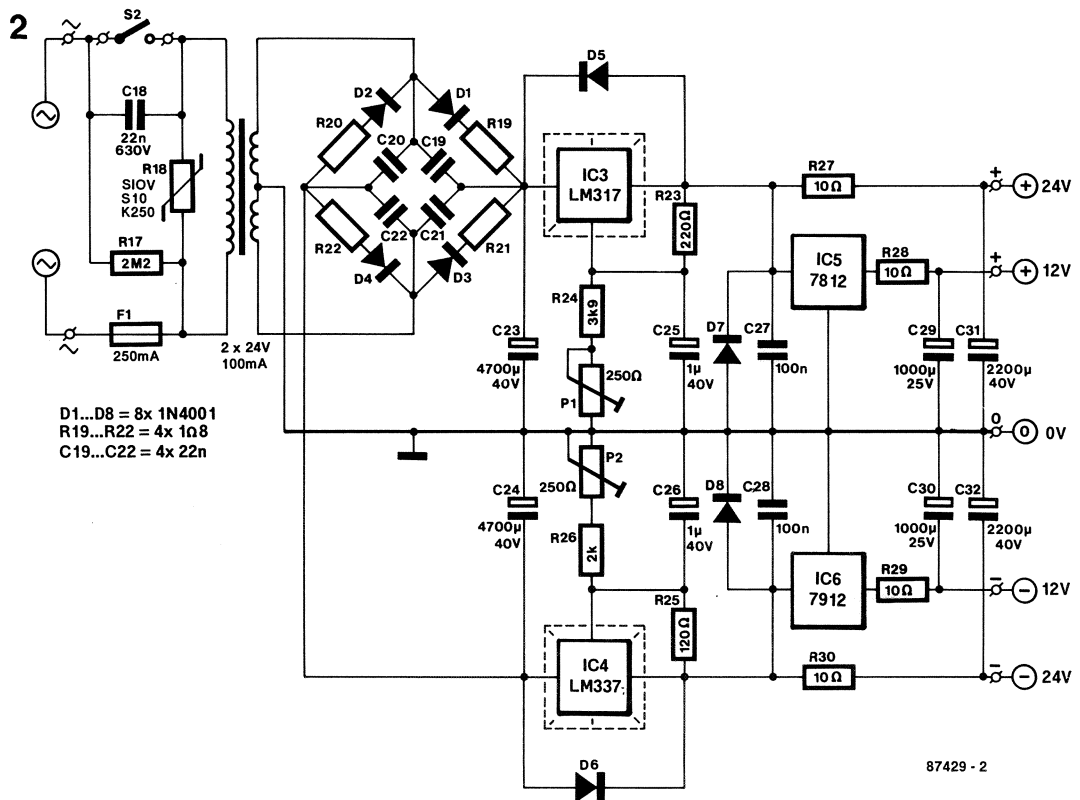 2
S2
~
~
C18
22n
630V
R18
SIOV
S10
K250
R17
2M2
F1
250mA
2 x 24V
100mA
D2
D1
R20
R19
C20
C19
C22
C21
R22
R21
D4
D3
D5
IC3
LM317
R23
220Ω
R24
3k9
R27
10Ω
+
+
24V
IC5
7812
R28
10Ω
+
+
12V
C23
4700µ
40V
250Ω
P1
C25
1µ
40V
D7
C27
100n
C29
1000µ
25V
C31
2200µ
40V
D1...D8 = 8x 1N4001
R19...R22 = 4x 1Ω8
C19...C22 = 4x 22n
0
0
0V
P2
250Ω
C24
4700µ
40V
R26
2k
C26
1µ
40V
D8
C28
100n
C30
1000µ
25V
C32
2200µ
40V
IC6
7912
R29
10Ω
–
–
12V
R25
120Ω
IC4
LM337
R30
10Ω
–
–
24V
D6
87429 - 2